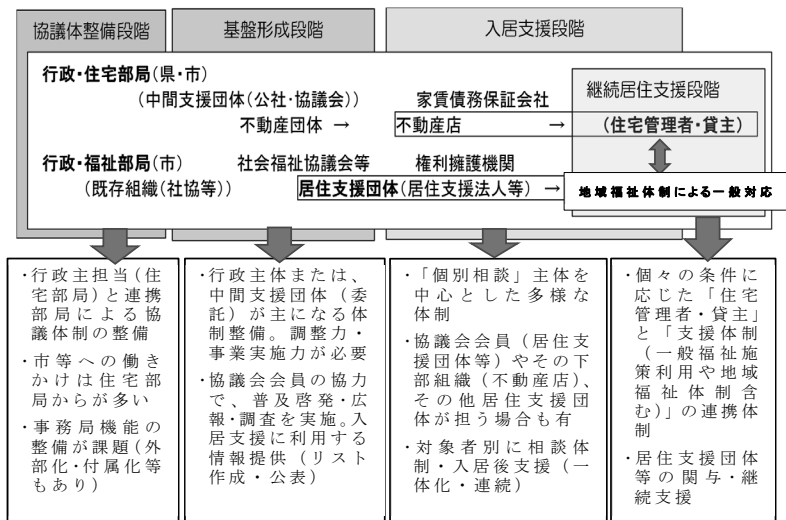 協議体整備段階
基盤形成段階
入居支援段階
継続居住支援段階
行政・住宅部局(県・市)
(中間支援団体(公社・協議会))
家賃債務保証会社
不動産団体 →
不動産店 →
(住宅管理者・貸主)
行政・福祉部局(市)
社会福祉協議会等
権利擁護機関
(既存組織(社協等))
居住支援団体(居住支援法人等) →
地域福祉体制による一般対応
・行政主担当(住
宅部局)と連携
部局による協
議体制の整備
・市等への働き
かけは住宅部
局からが多い
・事務局機能の
整備が課題(外
部化・付属化等
もあり)
・行政主体または、
中間支援団体(委
託)が主になる体
制整備。調整力・
事業実施力が必要
・協議会会員の協力
で、普及啓発・広
報・調査を実施。入
居支援に利用する
情報提供(リスト
作成・公表)
・「個別相談」主体を
中心とした多様な
体制
・協議会会員(居住支
援団体等)やその下
部組織(不動産店)、
その他居住支援団
体が担う場合も有
・対象者別に相談体
制・入居後支援(一
体化・連続)
・個々の条件に
応じた「住宅
管理者・貸主」
と「支援体制
(一般福祉施
策利用や地域
福祉体制含
む)」の連携体
制
・居住支援団体
等の関与・継
続支援